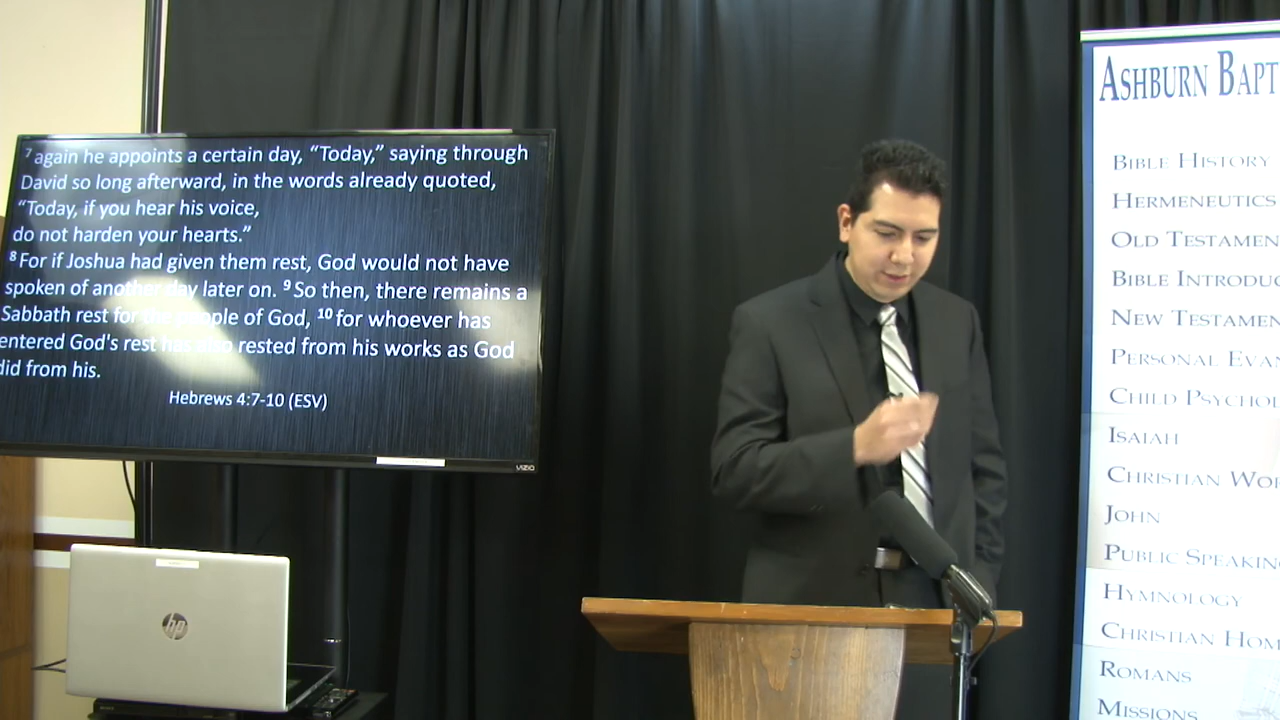 7 again he appoints a certain day, “Today,” saying through
David so long afterward, in the words already quoted,
“Today, if you hear his voice,
do not harden your hearts.”
8 For if Joshua had given them rest, God would not have
spoken of another day later on. 9 So then, there remains a
Sabbath rest for the people of God, 10 for whoever has
entered God's rest has also rested from his works as God
did from his.
Hebrews 4:7-10 (ESV)
VIZIO
hp
ASHBURN BAPT
BIBLE HISTORY
HERMENEUTICS
OLD TESTAMEN
BIBLE INTRODUC
NEW TESTAMEN
PERSONAL EVAN
CHILD PSYCHOL
ISAIAH
CHRISTIAN WOR
JOHN
PUBLIC SPEAKING
HYMNOLOGY
CHRISTIAN HOM
ROMANS
MISSIONS